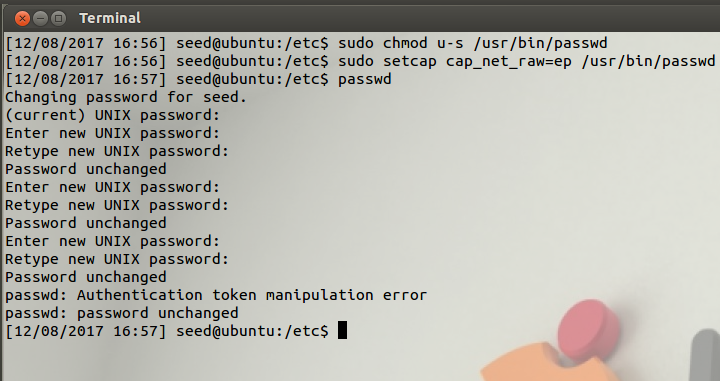 Terminal
[12/08/2017 16:56] seed@ubuntu:/etc$ sudo chmod u-s /usr/bin/passwd
[12/08/2017 16:56] seed@ubuntu:/etc$ sudo setcap cap_net_raw=ep /usr/bin/passwd
[12/08/2017 16:57] seed@ubuntu:/etc$ passwd
Changing password for seed.
(current) UNIX password:
Enter new UNIX password:
Retype new UNIX password:
Password unchanged
Enter new UNIX password:
Retype new UNIX password:
Password unchanged
Enter new UNIX password:
Retype new UNIX password:
Password unchanged
passwd: Authentication token manipulation error
passwd: password unchanged
[12/08/2017 16:57] seed@ubuntu:/etc$